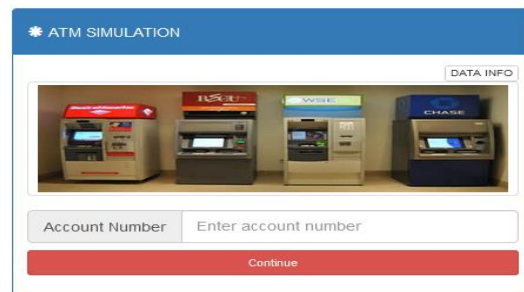 ATM SIMULATION
DATA INFO
CHASE
Account Number
Enter account number
Continue